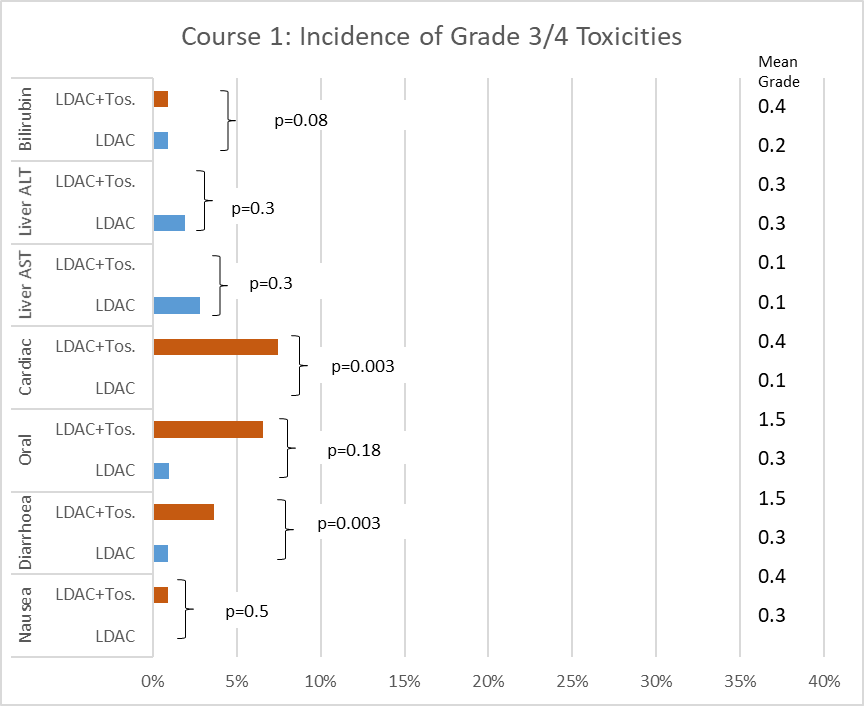 Course 1: Incidence of Grade 3/4 Toxicities
Mean
Grade
Bilirubin
LDAC+Tos.
p=0.08
0.4
LDAC
0.2
Liver ALT
LDAC+Tos.
p=0.3
0.3
LDAC
0.3
Liver AST
LDAC+Tos.
p=0.3
0.1
LDAC
0.1
Cardiac
LDAC+Tos.
p=0.003
0.4
LDAC
0.1
Oral
LDAC+Tos.
p=0.18
1.5
LDAC
0.3
Diarrhoea
LDAC+Tos.
p=0.003
1.5
LDAC
0.3
Nausea
LDAC+Tos.
p=0.5
0.4
LDAC
0.3
0% 5% 10% 15% 20% 25% 30% 35% 40%